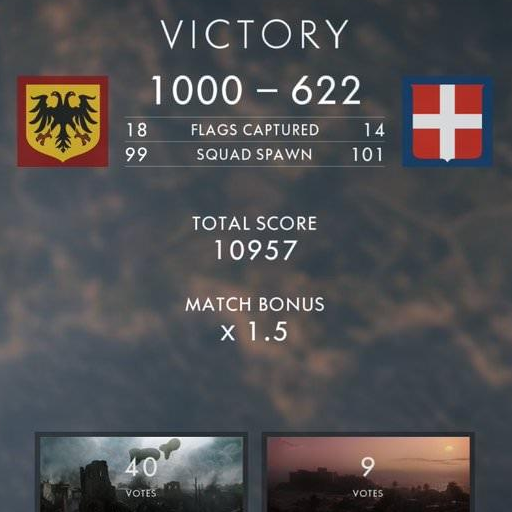 VICTORY
1000 – 622
18 FLAGS CAPTURED 14
99 SQUAD SPAWN 101
TOTAL SCORE
10957
MATCH BONUS
x 1.5
40 9
VOTES VOTES